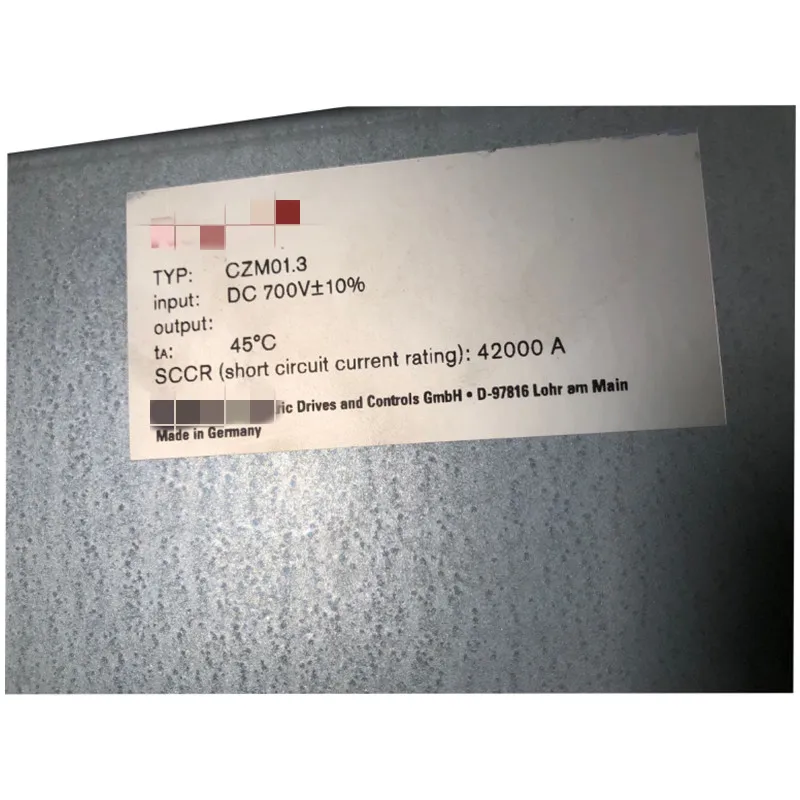 TYP: CZM01.3
input: DC 700V±10%
output:
tA: 45°C
SCCR (short circuit current rating): 42000 A
ric Drives and Controls GmbH • D-97816 Lohr am Main
Made in Germany